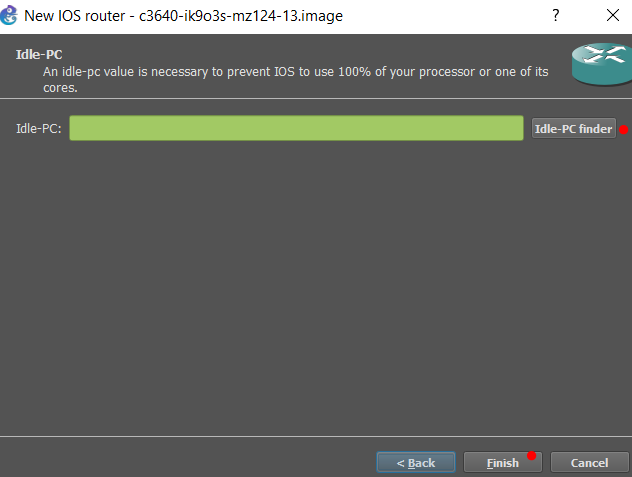 New IOS router - c3640-ik9o3s-mz124-13.image
?
Idle-PC
An idle-pc value is necessary to prevent IOS to use 100% of your processor or one of its
cores.
Idle-PC:
Idle-PC finder
< Back
Finish
Cancel